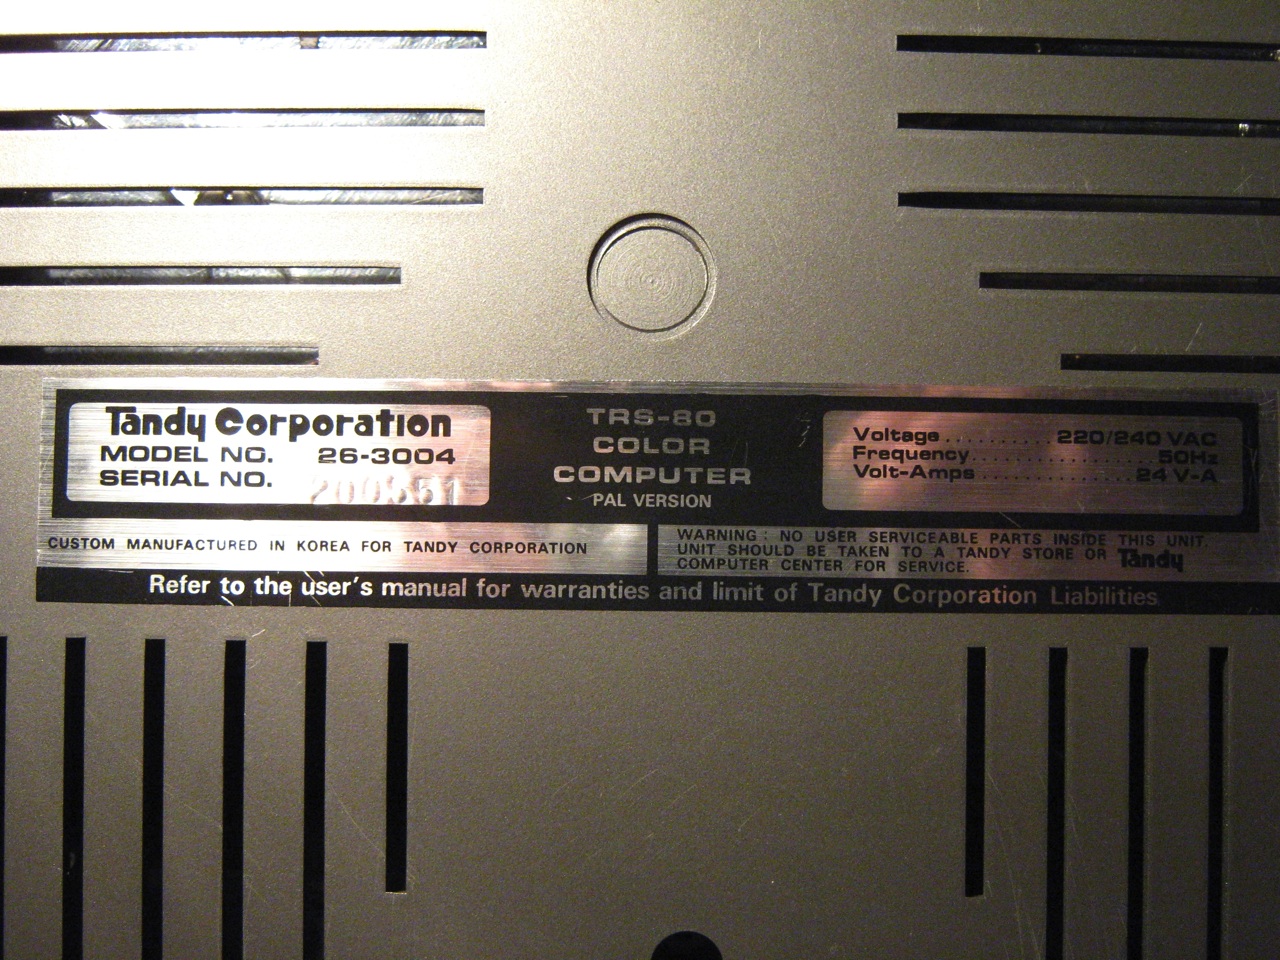 Tandy Corporation
MODEL NO. 26-3004
SERIAL NO.
TRS-80
COLOR
COMPUTER
PAL VERSION
Voltage.........220/240 VAC
Frequency...............50Hz
Volt-Amps............24 V-A
CUSTOM MANUFACTURED IN KOREA FOR TANDY CORPORATION
WARNING : NO USER SERVICEABLE PARTS INSIDE THIS UNIT.
UNIT SHOULD BE TAKEN TO A TANDY STORE OR Tandy
COMPUTER CENTER FOR SERVICE.
Refer to the user's manual for warranties and limit of Tandy Corporation Liabilities